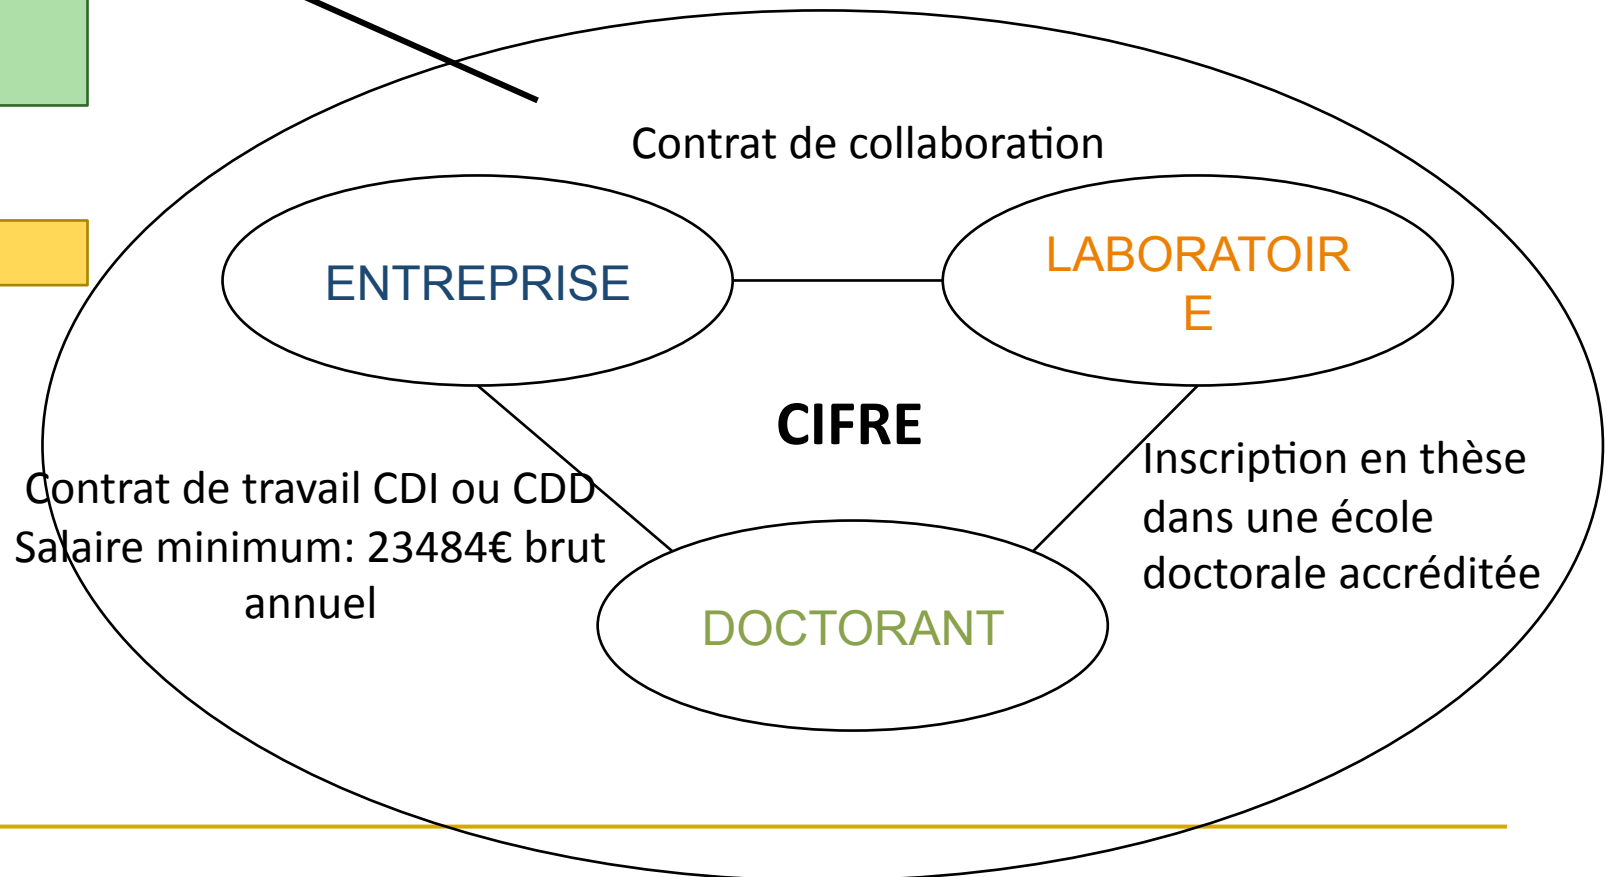 Contrat de collaboration
ENTREPRISE
LABORATOIR
E
CIFRE
Contrat de travail CDI ou CDD
Salaire minimum: 23484€ brut
annuel
Inscription en thèse
dans une école
doctorale accréditée
DOCTORANT